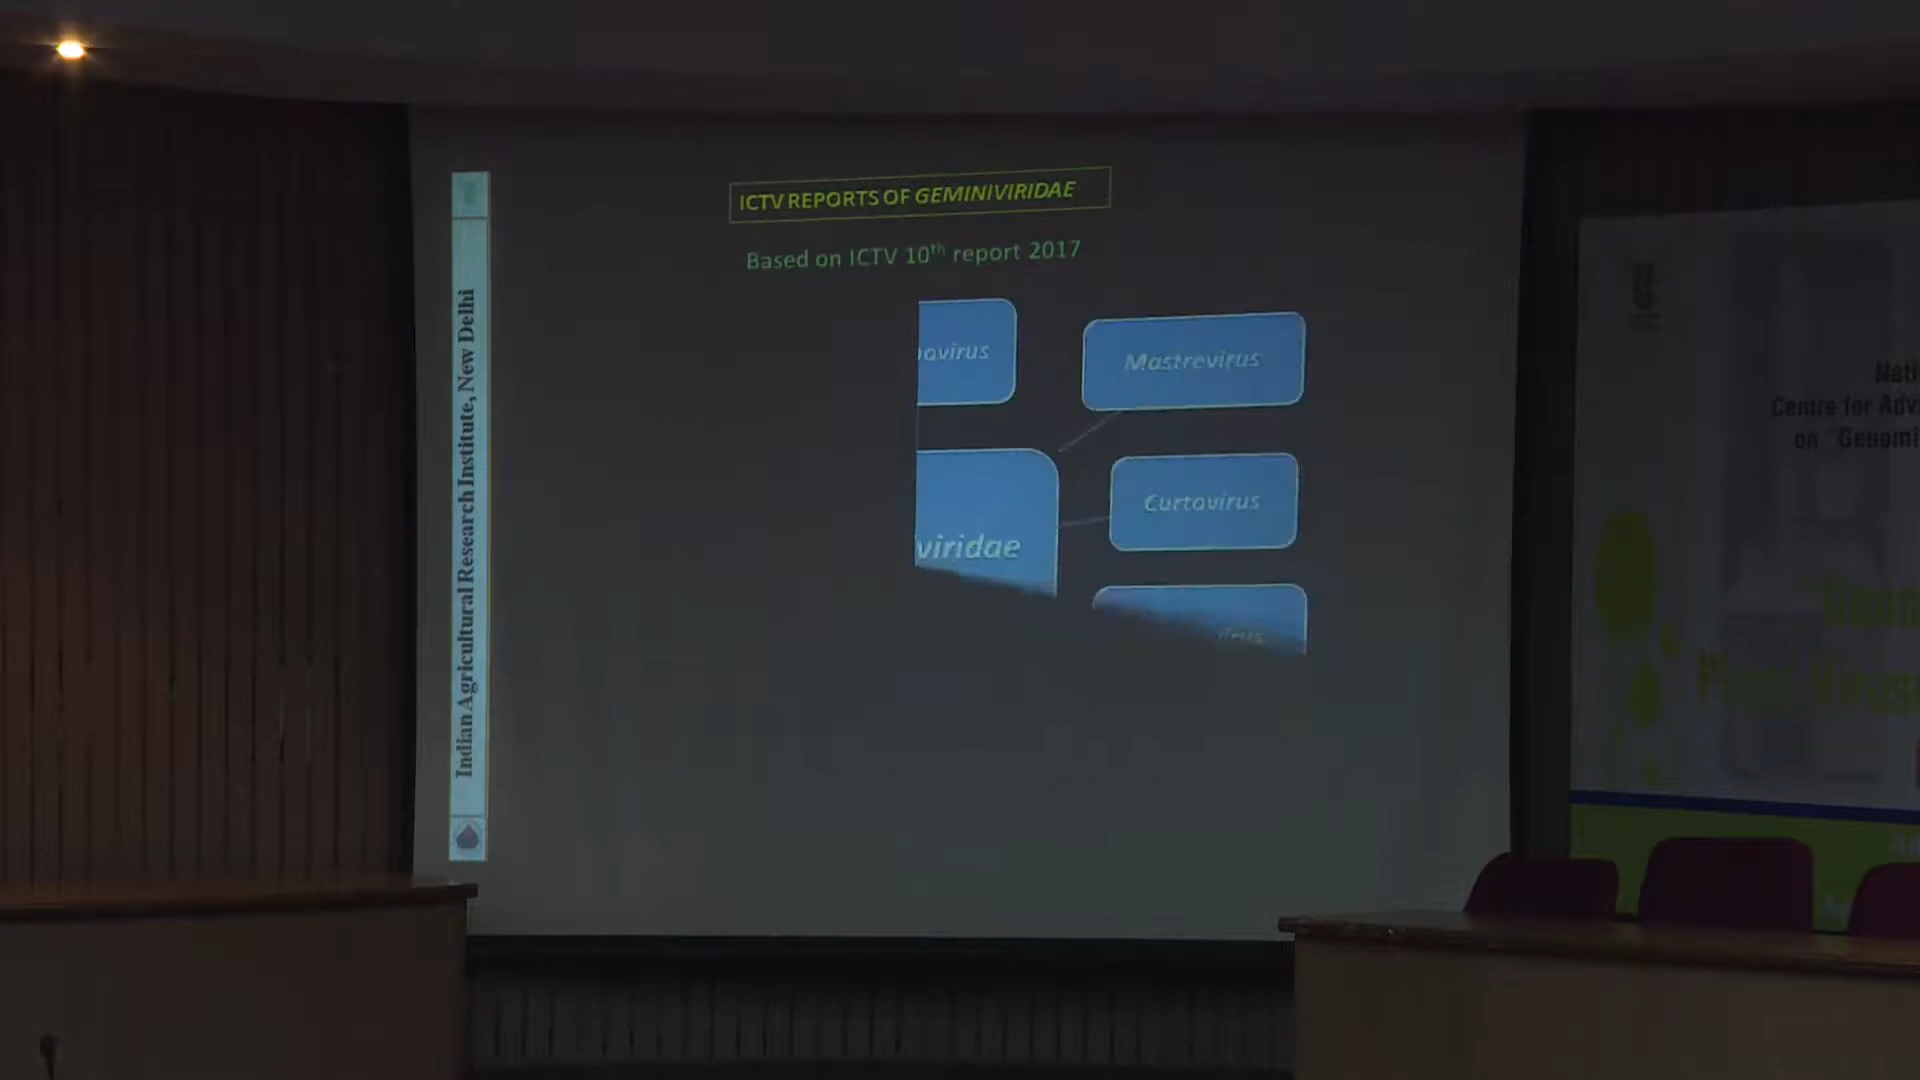 ICTV REPORTS OF GEMINIVIRIDAE
Based on ICTV 10th report 2017
Mastrevirus
Curtovirus
viridae
Indian Agricultural Research Institute, New Delhi
Centre for Adv
on "Genomi